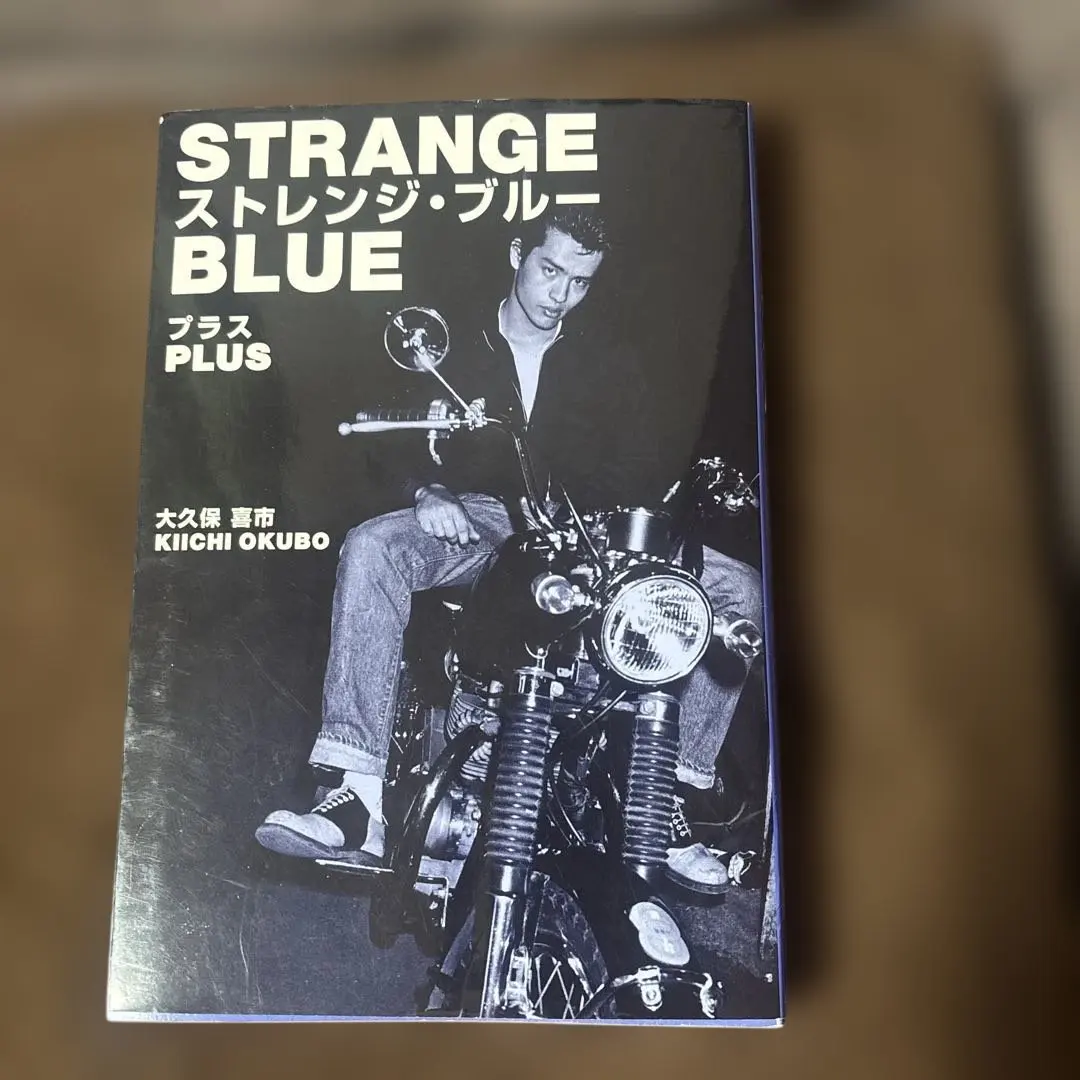 STRANGE
ストレンジ・ブルー
BLUE
プラス
PLUS
大久保 喜市
KIICHI OKUBO